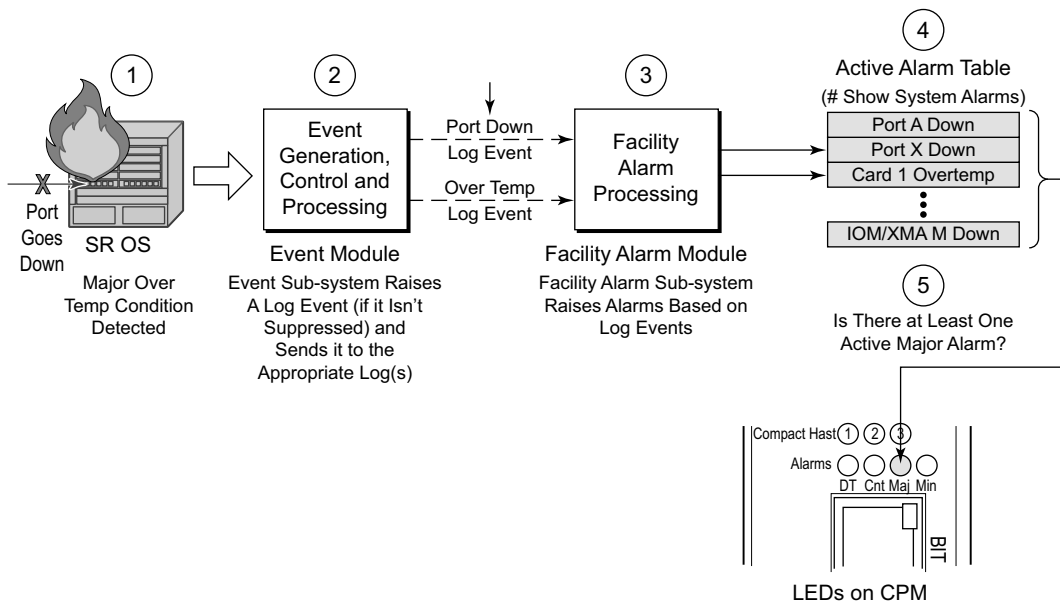 1
Port
Goes
Down
SR OS
Major Over
Temp Condition
Detected
2
Event
Generation,
Control and
Processing
Event Module
Event Sub-system Raises
A Log Event (if it Isn't
Suppressed) and
Sends it to the
Appropriate Log(s)
Port Down
Log Event
Over Temp
Log Event
3
Facility
Alarm
Processing
Facility Alarm Module
Facility Alarm Sub-system
Raises Alarms Based on
Log Events
4
Active Alarm Table
(# Show System Alarms)
Port A Down
Port X Down
Card 1 Overtemp
IOM/XMA M Down
5
Is There at Least One
Active Major Alarm?
Compact Hast 1 2 3
Alarms
DT Cnt Maj Min
BIT
LEDs on CPM